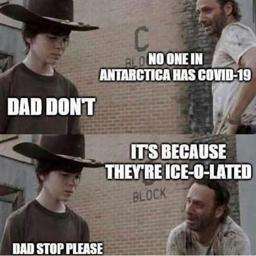 C
BLO
NO ONE IN
ANTARCTICA HAS COVID-19
DAD DON'T
IT'S BECAUSE
THEY'RE ICE-O-LATED
BLOCK
DAD STOP PLEASE